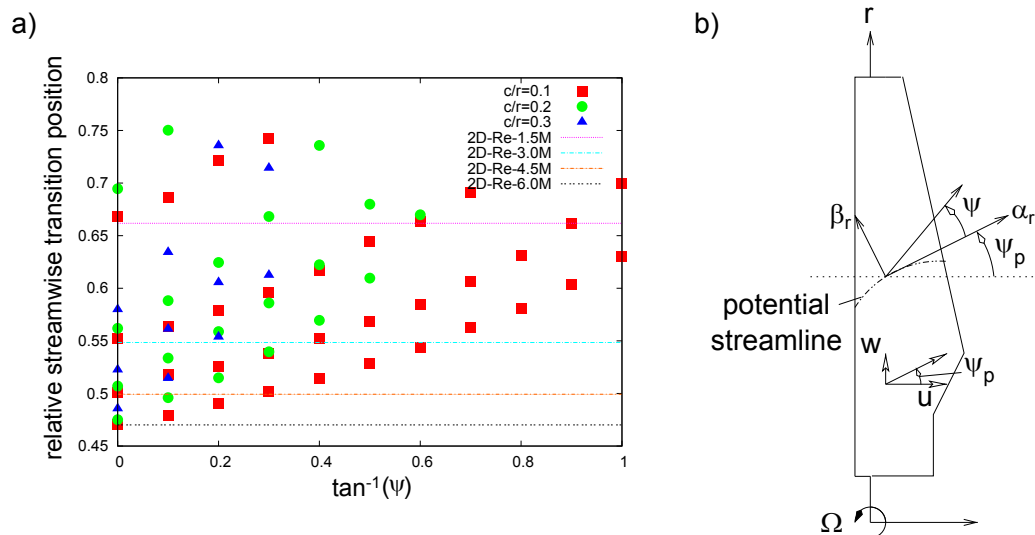 a)
relative streamwise transition position
0.8
0.75
0.7
0.65
0.6
0.55
0.5
0.45
0
0.2
0.4
0.6
0.8
1
tan⁻¹(ψ)
c/r=0.1
c/r=0.2
c/r=0.3
2D-Re-1.5M
2D-Re-3.0M
2D-Re-4.5M
2D-Re-6.0M
b)
r
β_r
ψ
α_r
ψ_p
potential
streamline
w
u
ψ_p
Ω